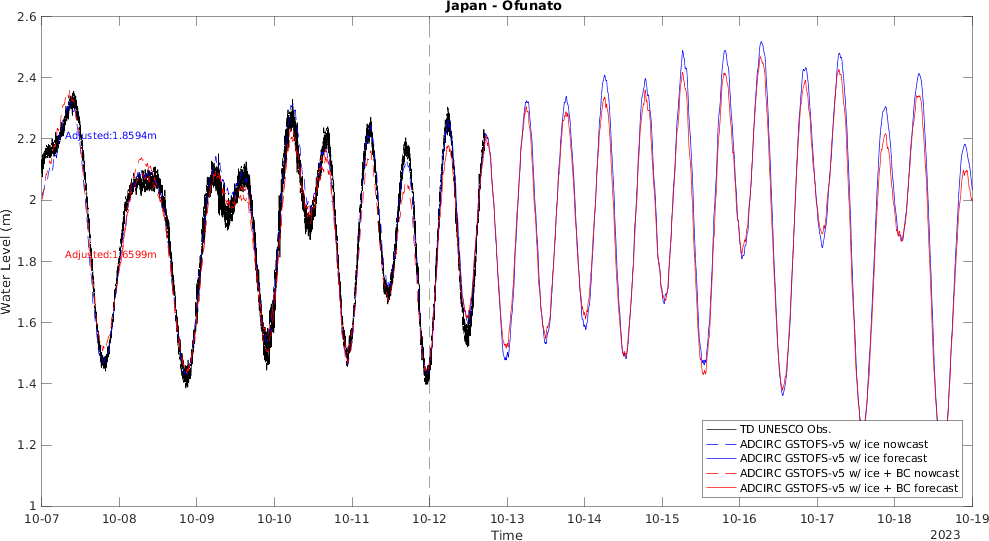 Japan - Ofunato
2.6
2.4
2.2
2
1.8
1.6
1.4
1.2
1
Water Level (m)
Adjusted:1.8594m
Adjusted:1.6599m
TD UNESCO Obs.
ADCIRC GSTOFS-v5 w/ ice nowcast
ADCIRC GSTOFS-v5 w/ ice forecast
ADCIRC GSTOFS-v5 w/ ice + BC nowcast
ADCIRC GSTOFS-v5 w/ ice + BC forecast
10-07 10-08 10-09 10-10 10-11 10-12 10-13 10-14 10-15 10-16 10-17 10-18 10-19
Time
2023